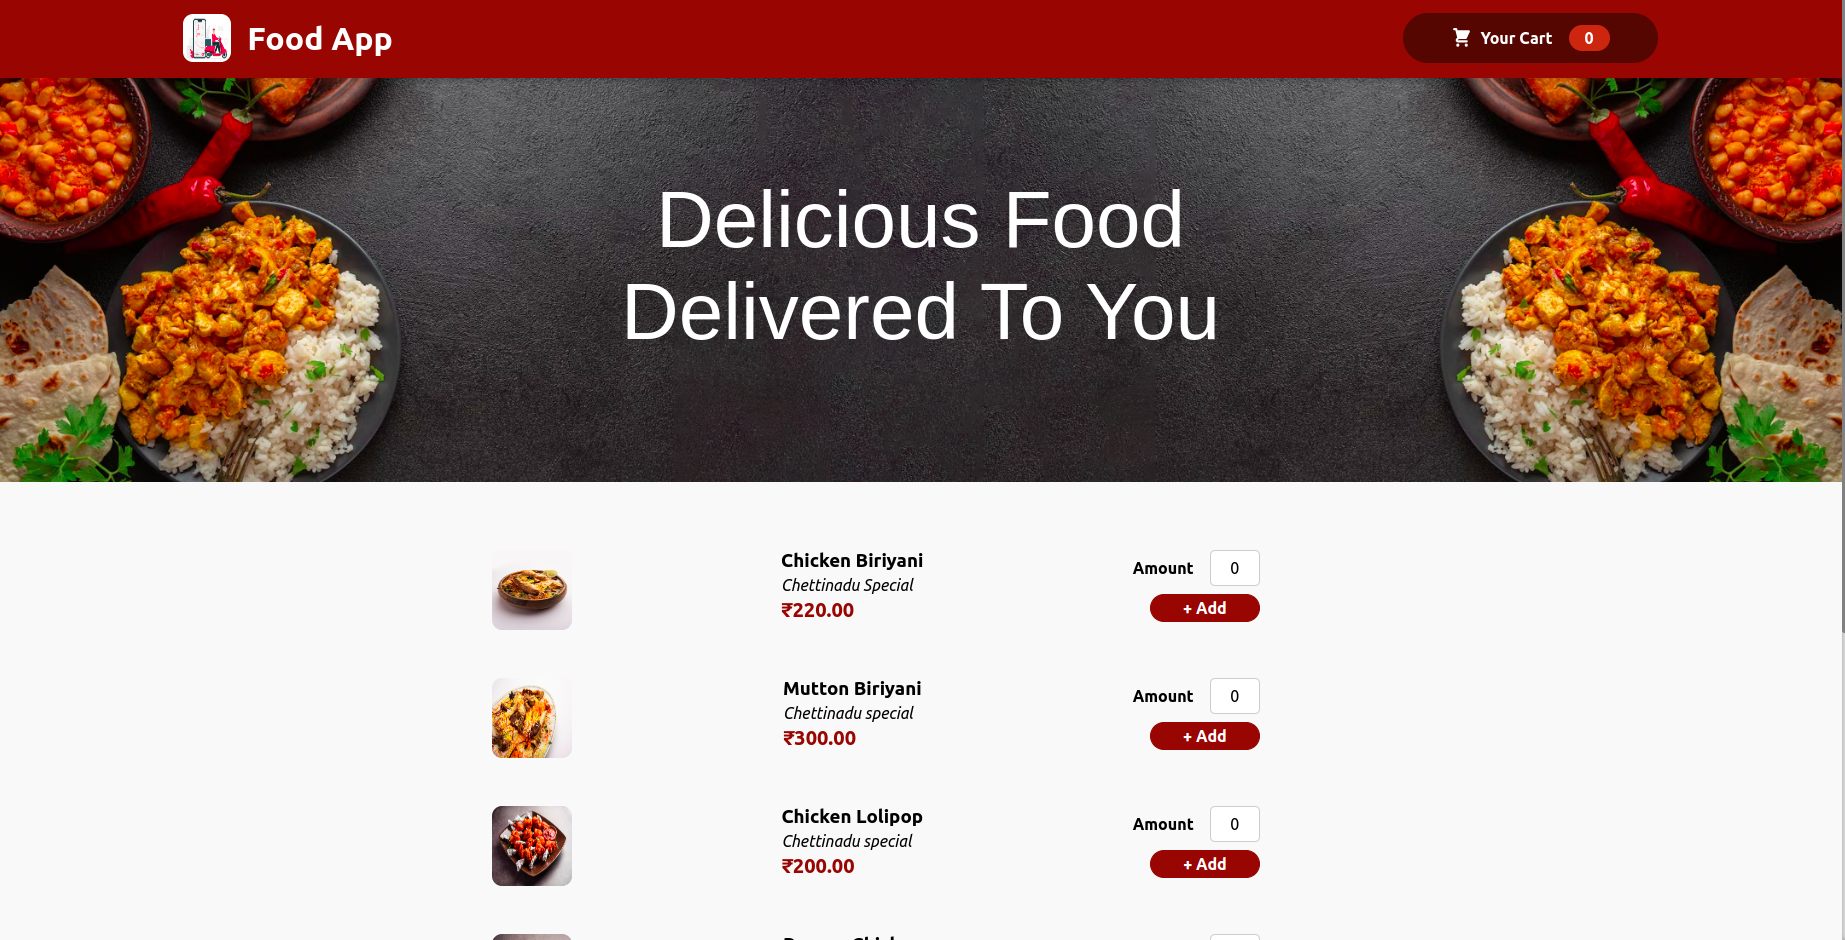 Food App
Your Cart 0
Delicious Food
Delivered To You
Chicken Biriyani
Chettinadu Special
₹220.00
Amount 0
+ Add
Mutton Biriyani
Chettinadu special
₹300.00
Amount 0
+ Add
Chicken Lolipop
Chettinadu special
₹200.00
Amount 0
+ Add